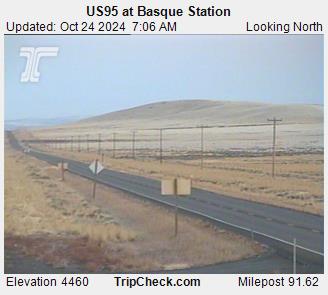 US95 at Basque Station
Updated: Oct 24 2024 7:06 AM Looking North
Elevation 4460 TripCheck.com Milepost 91.62